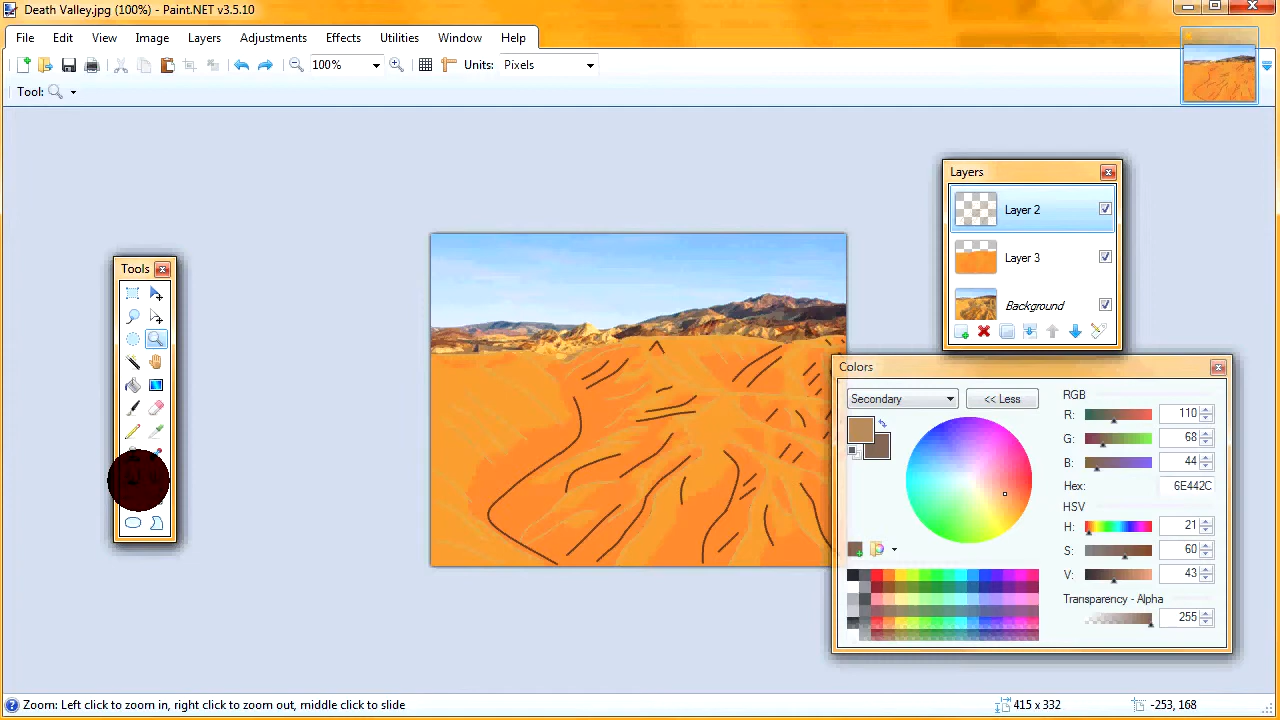 Death Valley.jpg (100%) - Paint.NET v3.5.10
File Edit View Image Layers Adjustments Effects Utilities Window Help
100% Units: Pixels
Tool:
Layers
Layer 2
Layer 3
Background
Tools
Colors
Secondary << Less
RGB
R: 110
G: 68
B: 44
Hex: 6E442C
HSV
H: 21
S: 60
V: 43
Transparency - Alpha
255
Zoom: Left click to zoom in, right click to zoom out, middle click to slide
415 x 332 -253, 168